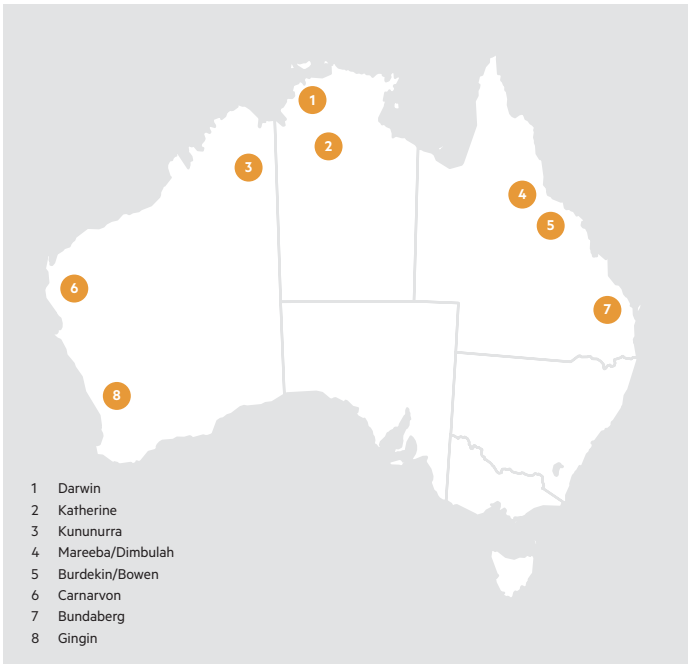 1
2
3
4
5
6
7
8
1 Darwin
2 Katherine
3 Kununurra
4 Mareeba/Dimbulah
5 Burdekin/Bowen
6 Carnarvon
7 Bundaberg
8 Gingin